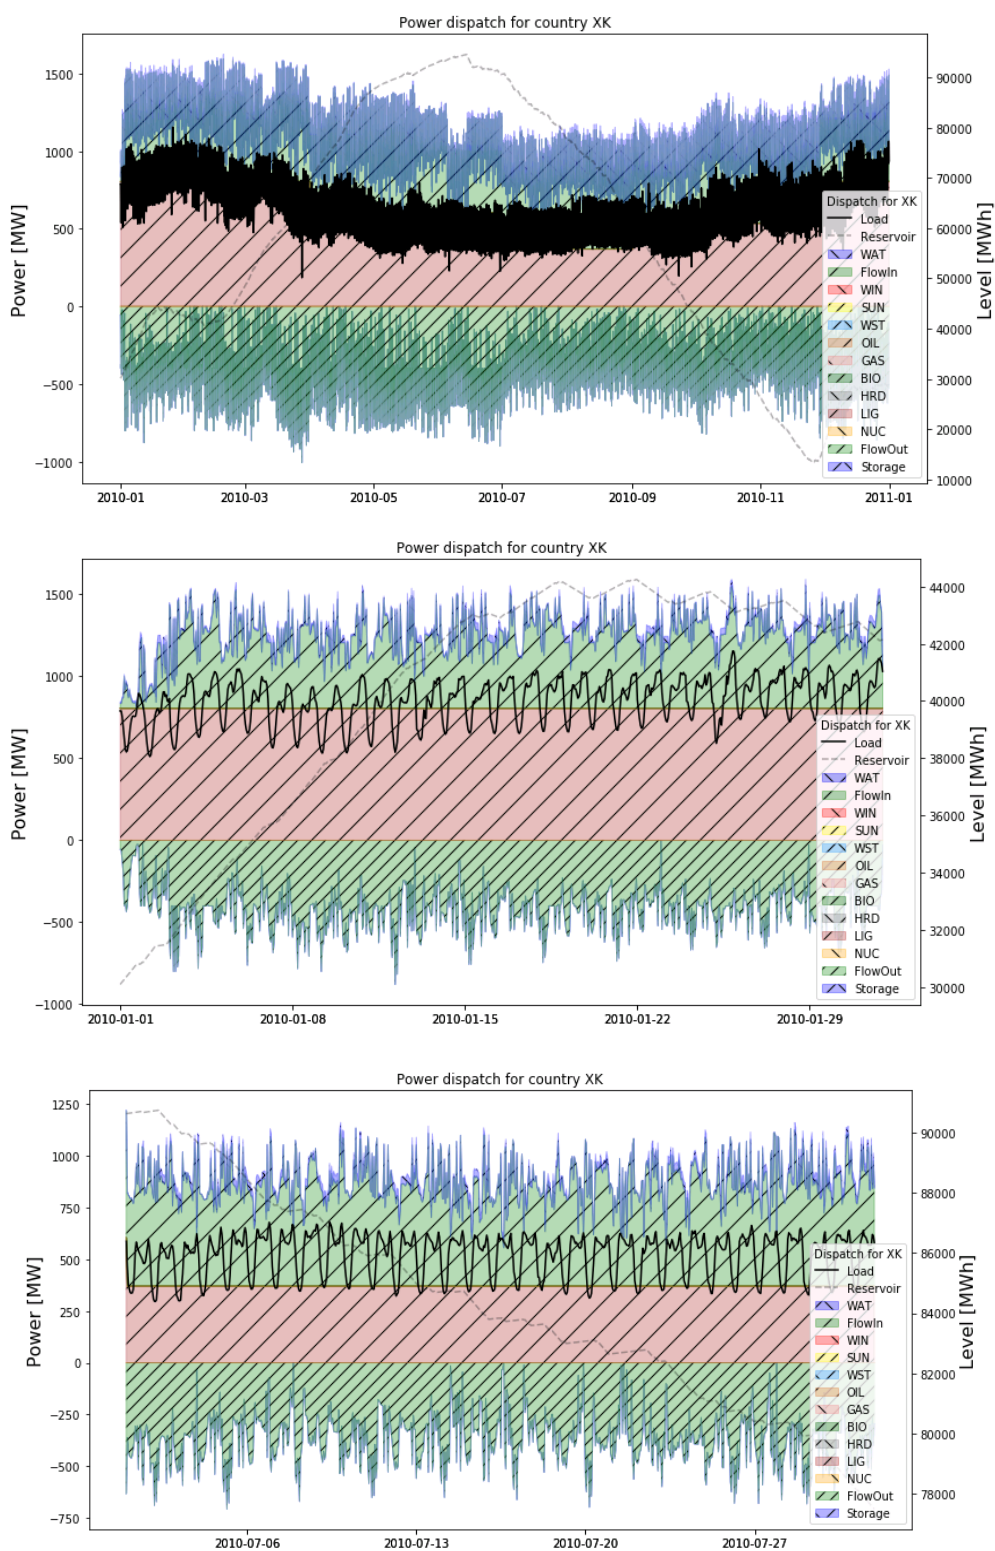 Power dispatch for country XK
1500
1000
500
0
−500
−1000
Power [MW]
90000
80000
70000
60000
50000
40000
30000
20000
10000
Level [MWh]
Dispatch for XK
Load
Reservoir
WAT
FlowIn
WIN
SUN
WST
OIL
GAS
BIO
HRD
LIG
NUC
FlowOut
Storage
2010-01 2010-03 2010-05 2010-07 2010-09 2010-11 2011-01
Power dispatch for country XK
1500
1000
500
0
−500
−1000
Power [MW]
44000
42000
40000
38000
36000
34000
32000
30000
Level [MWh]
Dispatch for XK
Load
Reservoir
WAT
FlowIn
WIN
SUN
WST
OIL
GAS
BIO
HRD
LIG
NUC
FlowOut
Storage
2010-01-01 2010-01-08 2010-01-15 2010-01-22 2010-01-29
Power dispatch for country XK
1250
1000
750
500
250
0
−250
−500
−750
Power [MW]
90000
88000
86000
84000
82000
80000
78000
Level [MWh]
Dispatch for XK
Load
Reservoir
WAT
FlowIn
WIN
SUN
WST
OIL
GAS
BIO
HRD
LIG
NUC
FlowOut
Storage
2010-07-06 2010-07-13 2010-07-20 2010-07-27